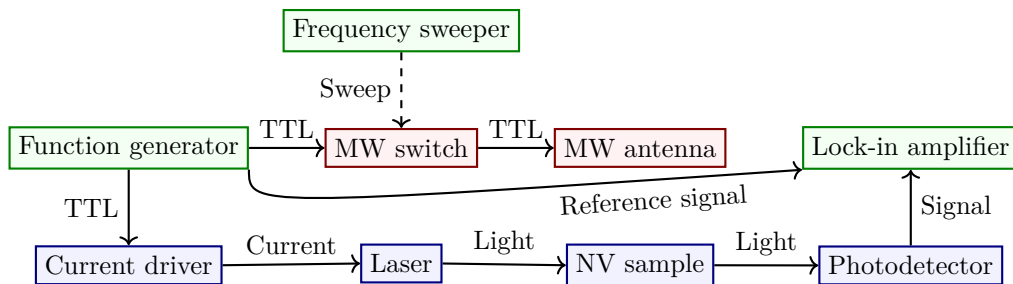 Frequency sweeper
Sweep
Function generator
TTL
MW switch
TTL
MW antenna
Lock-in amplifier
Reference signal
TTL
Signal
Current driver
Current
Laser
Light
NV sample
Light
Photodetector